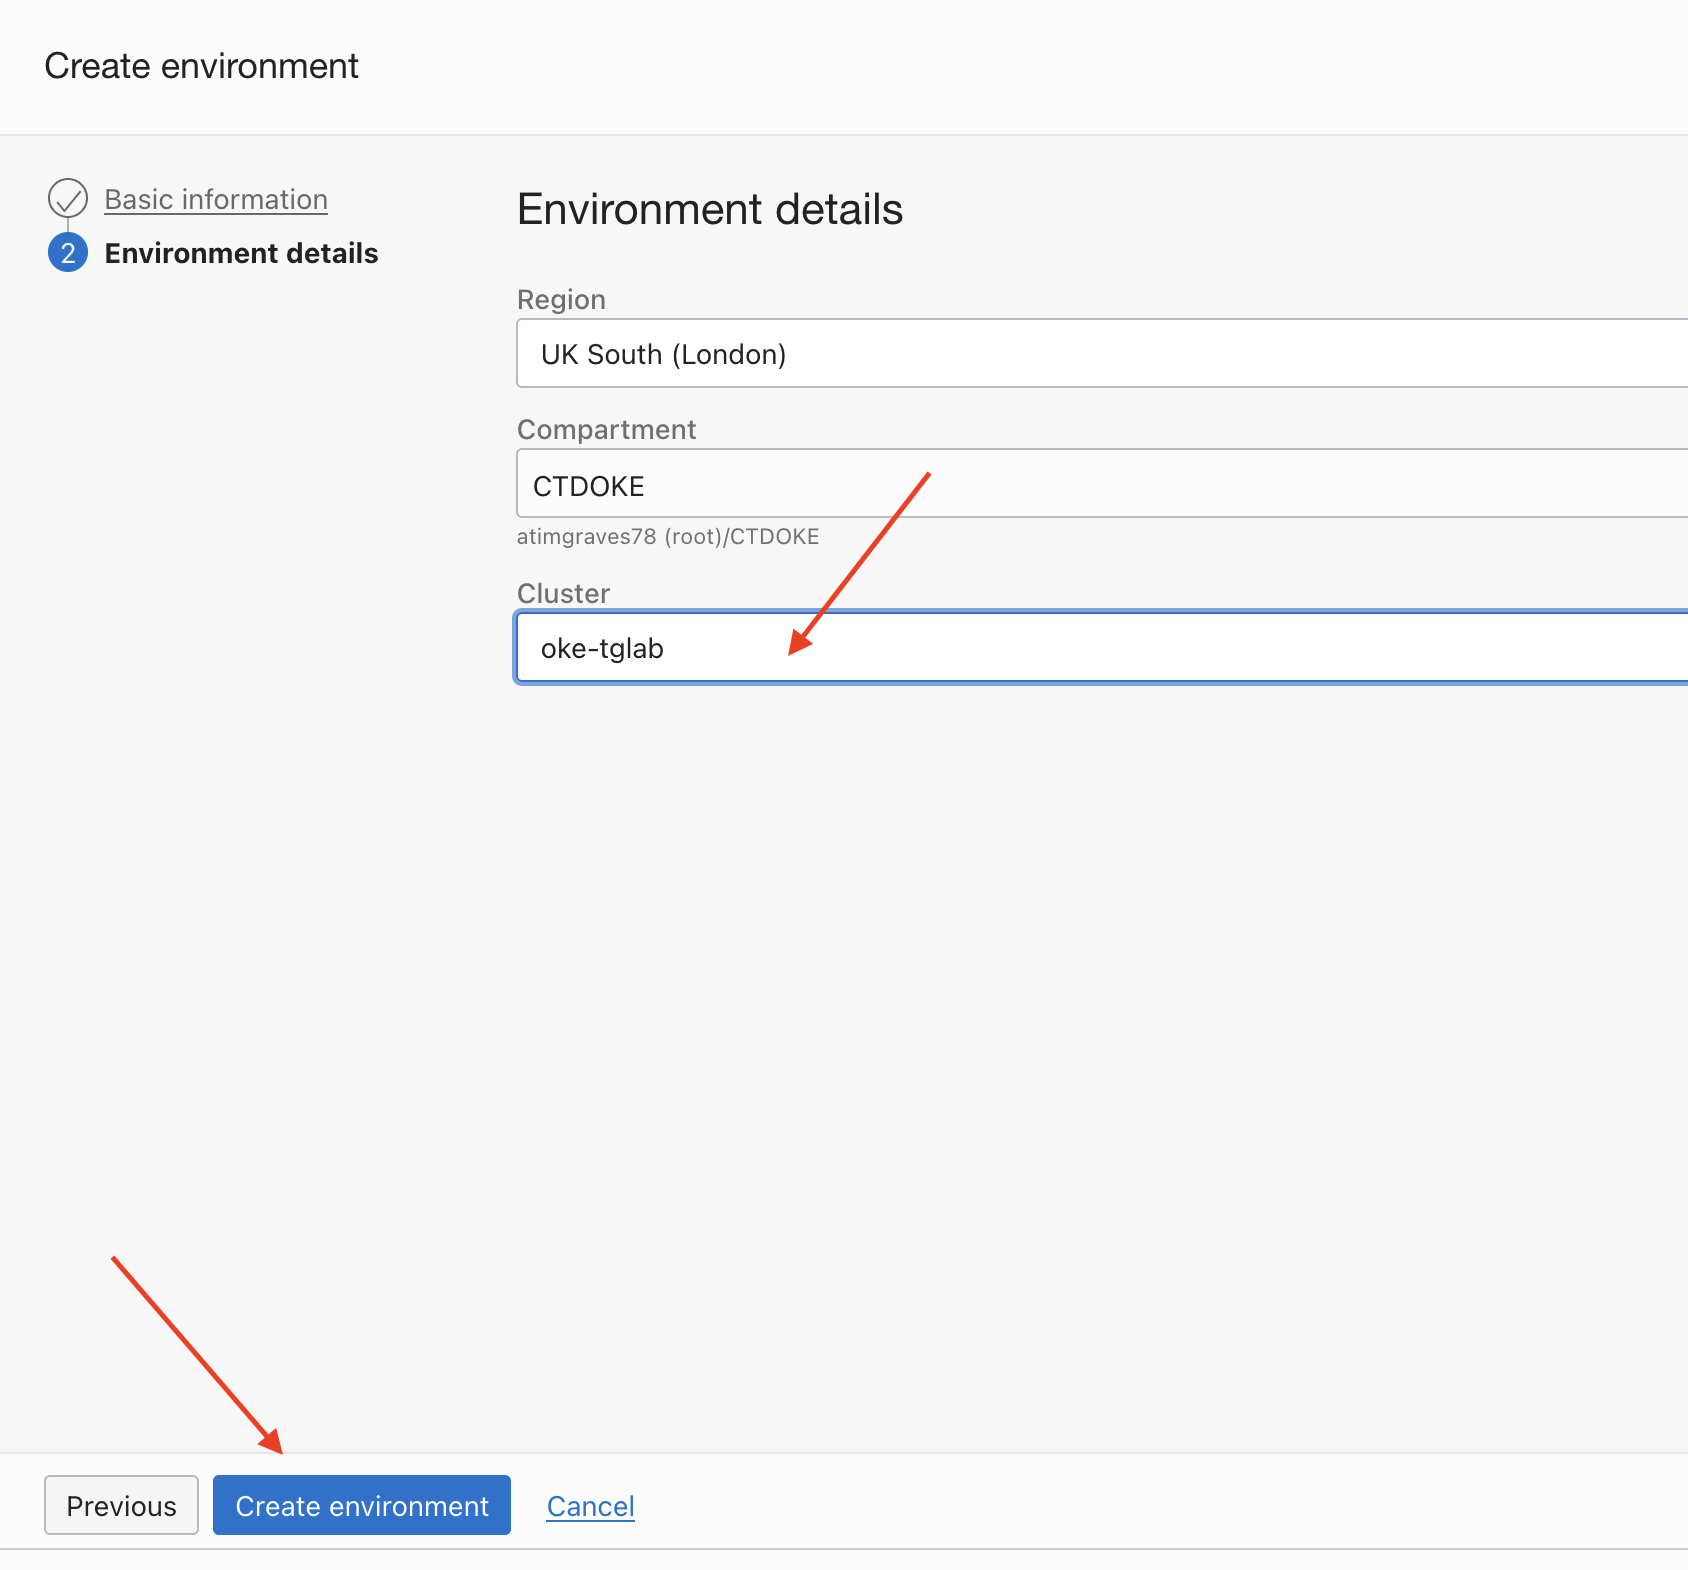 Create environment
Basic information
2 Environment details
Environment details
Region
UK South (London)
Compartment
CTDOKE
atimgraves78 (root)/CTDOKE
Cluster
oke-tglab
Previous
Create environment
Cancel